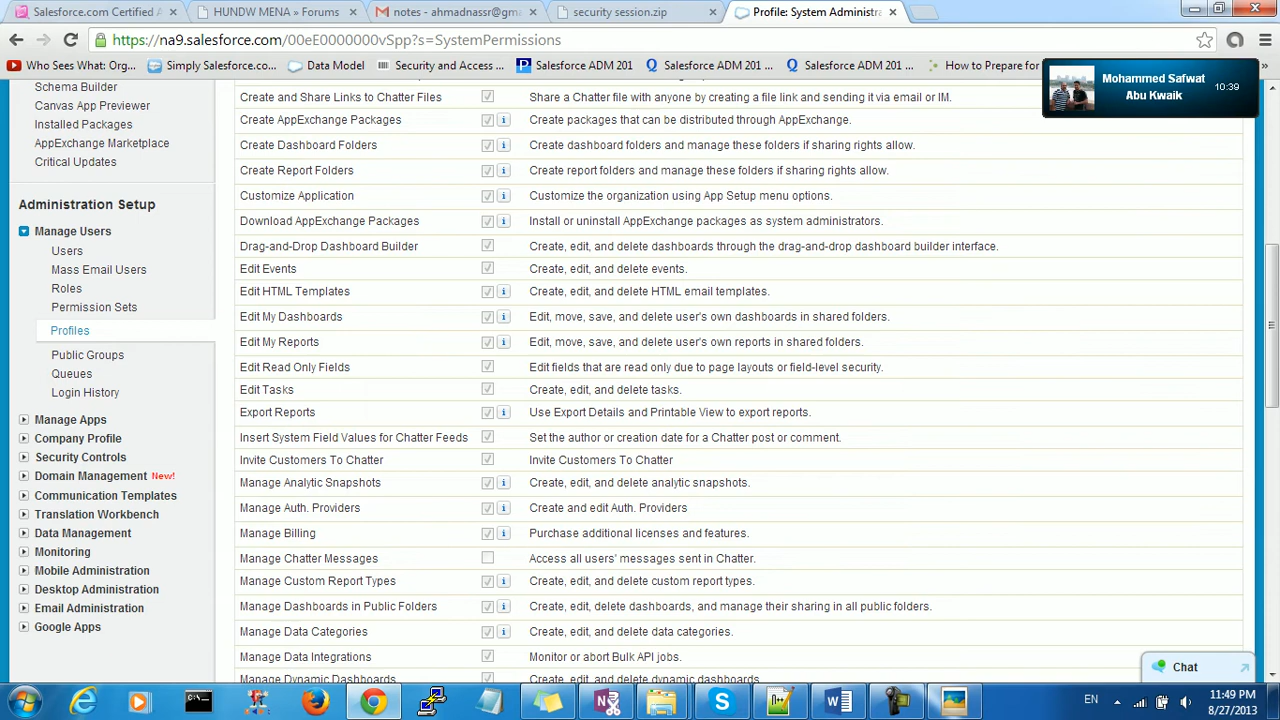 Salesforce.com Certified A
HUNDW MENA » Forums
notes - ahmadnassr@gma
security session.zip
Profile: System Administra
https://na9.salesforce.com/00eE0000000vSpp?s=SystemPermissions
Who Sees What: Org...
Simply Salesforce.co...
Data Model
Security and Access ...
Salesforce ADM 201
Salesforce ADM 201 ...
Salesforce ADM 201 ...
How to Prepare for
Mohammed Safwat
Abu Kwaik
10:39
Schema Builder
Canvas App Previewer
Installed Packages
AppExchange Marketplace
Critical Updates
Administration Setup
Manage Users
Users
Mass Email Users
Roles
Permission Sets
Profiles
Public Groups
Queues
Login History
Manage Apps
Company Profile
Security Controls
Domain Management New!
Communication Templates
Translation Workbench
Data Management
Monitoring
Mobile Administration
Desktop Administration
Email Administration
Google Apps
Create and Share Links to Chatter Files Share a Chatter file with anyone by creating a file link and sending it via email or IM.
Create AppExchange Packages Create packages that can be distributed through AppExchange.
Create Dashboard Folders Create dashboard folders and manage these folders if sharing rights allow.
Create Report Folders Create report folders and manage these folders if sharing rights allow.
Customize Application Customize the organization using App Setup menu options.
Download AppExchange Packages Install or uninstall AppExchange packages as system administrators.
Drag-and-Drop Dashboard Builder Create, edit, and delete dashboards through the drag-and-drop dashboard builder interface.
Edit Events Create, edit, and delete events.
Edit HTML Templates Create, edit, and delete HTML email templates.
Edit My Dashboards Edit, move, save, and delete user's own dashboards in shared folders.
Edit My Reports Edit, move, save, and delete user's own reports in shared folders.
Edit Read Only Fields Edit fields that are read only due to page layouts or field-level security.
Edit Tasks Create, edit, and delete tasks.
Export Reports Use Export Details and Printable View to export reports.
Insert System Field Values for Chatter Feeds Set the author or creation date for a Chatter post or comment.
Invite Customers To Chatter Invite Customers To Chatter
Manage Analytic Snapshots Create, edit, and delete analytic snapshots.
Manage Auth. Providers Create and edit Auth. Providers
Manage Billing Purchase additional licenses and features.
Manage Chatter Messages Access all users' messages sent in Chatter.
Manage Custom Report Types Create, edit, and delete custom report types.
Manage Dashboards in Public Folders Create, edit, delete dashboards, and manage their sharing in all public folders.
Manage Data Categories Create, edit, and delete data categories.
Manage Data Integrations Monitor or abort Bulk API jobs.
Manage Dynamic Dashboards Create, edit, and delete dynamic dashboards
Chat
EN
11:49 PM
8/27/2013